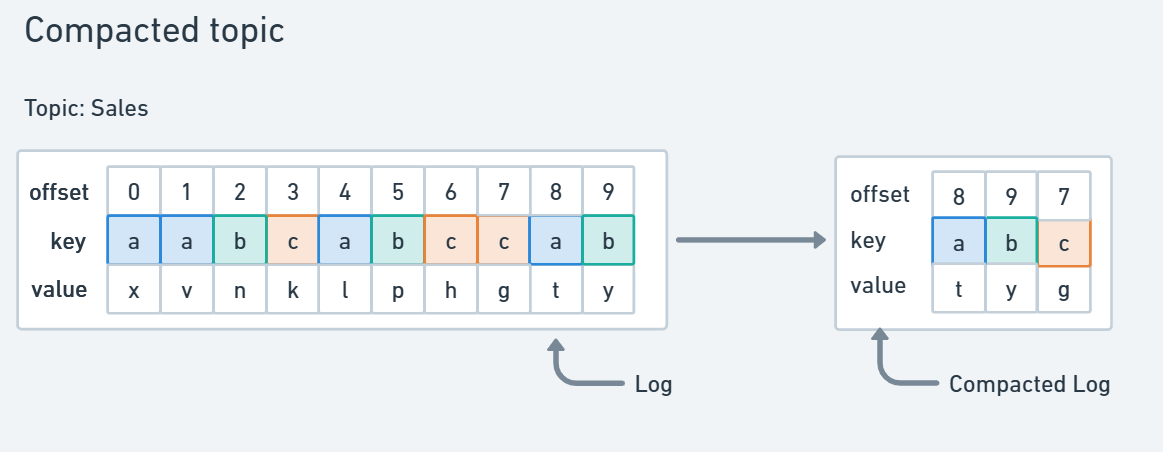 Compacted topic
Topic: Sales
offset 0 1 2 3 4 5 6 7 8 9
key a a b c a b c c a b
value x v n k l p h g t y
Log
offset 8 9 7
key a b c
value t y g
Compacted Log